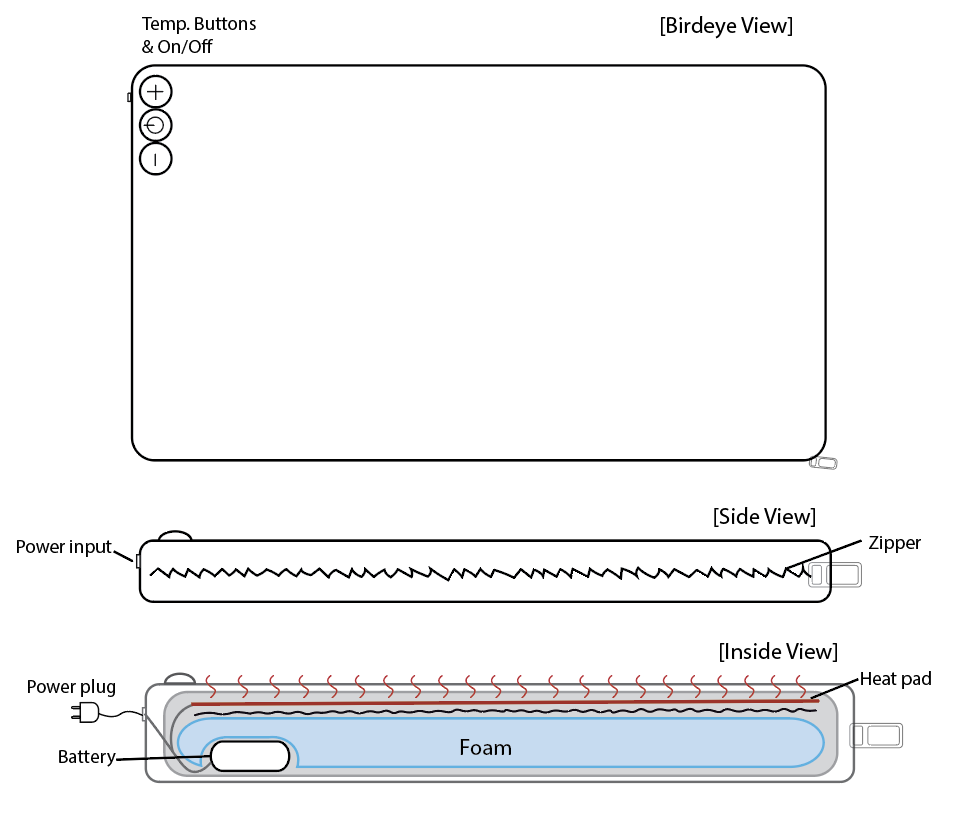 Temp. Buttons
& On/Off
[Birdeye View]
[Side View]
Power input
Zipper
[Inside View]
Heat pad
Power plug
Foam
Battery